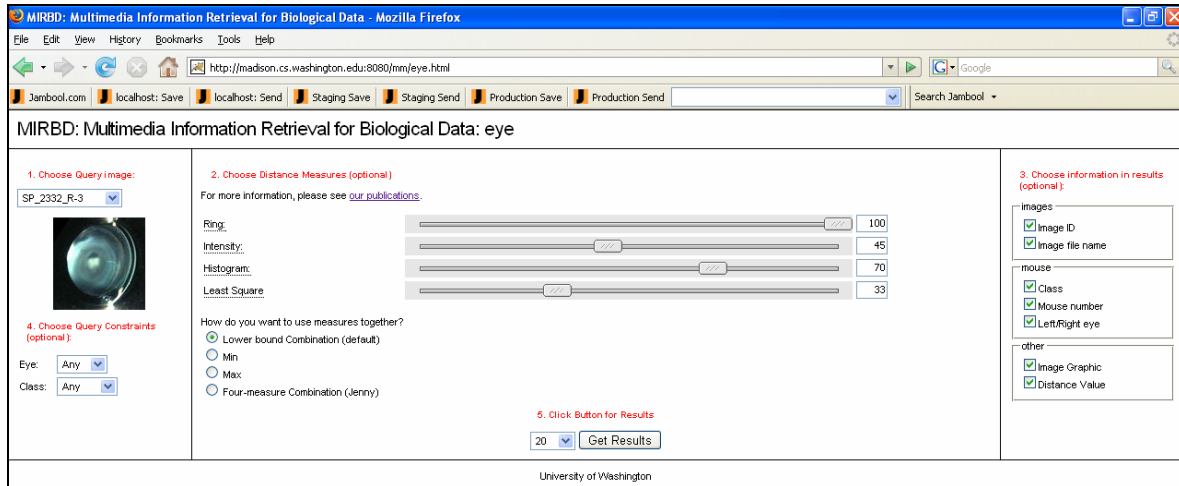 MIRBD: Multimedia Information Retrieval for Biological Data - Mozilla Firefox
File Edit View History Bookmarks Tools Help
http://madison.cs.washington.edu:8080/mm/eye.html
Google
Jambool.com localhost: Save localhost: Send Staging Save Staging Send Production Save Production Send Search Jambool
MIRBD: Multimedia Information Retrieval for Biological Data: eye
1. Choose Query image:
SP_2332_R-3
4. Choose Query Constraints
(optional):
Eye: Any
Class: Any
2. Choose Distance Measures (optional)
For more information, please see our publications.
Ring: 100
Intensity: 45
Histogram: 70
Least Square 33
How do you want to use measures together?
Lower bound Combination (default)
Min
Max
Four-measure Combination (Jenny)
5. Click Button for Results
20 Get Results
3. Choose information in results
(optional):
images
Image ID
Image file name
mouse
Class
Mouse number
Left/Right eye
other
Image Graphic
Distance Value
University of Washington